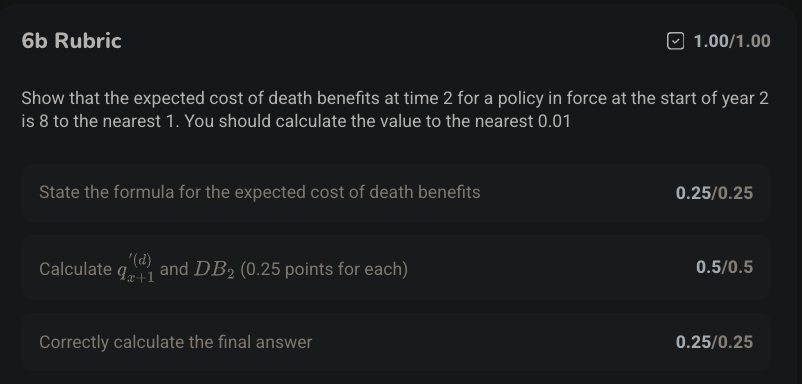 6b Rubric 1.00/1.00
Show that the expected cost of death benefits at time 2 for a policy in force at the start of year 2
is 8 to the nearest 1. You should calculate the value to the nearest 0.01
State the formula for the expected cost of death benefits 0.25/0.25
Calculate $q_{x+1}^{'(d)}$ and $DB_2$ (0.25 points for each) 0.5/0.5
Correctly calculate the final answer 0.25/0.25